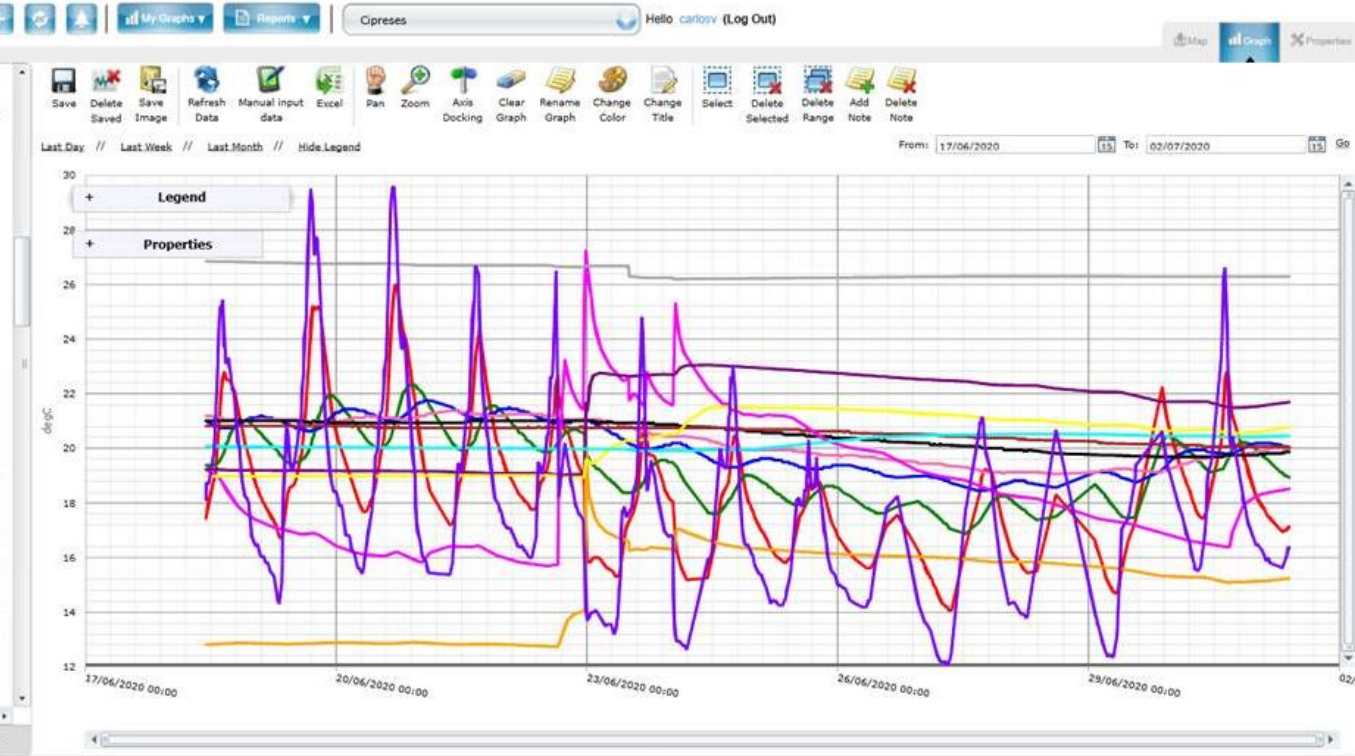 My Graphs ▼ Reports ▼ Cipreses Hello carlosv (Log Out)
Map Graph Properties
Save Delete Saved Save Image Refresh Data Manual input data Excel Pan Zoom Axis Docking Clear Graph Rename Graph Change Color Change Title Select Delete Selected Delete Range Add Note Delete Note
Last Day // Last Week // Last Month // Hide Legend From: 17/06/2020 15 To: 02/07/2020 15 Go
+ Legend
+ Properties
degC
30
28
26
24
22
20
18
16
14
12
17/06/2020 00:00 20/06/2020 00:00 23/06/2020 00:00 26/06/2020 00:00 29/06/2020 00:00 02/